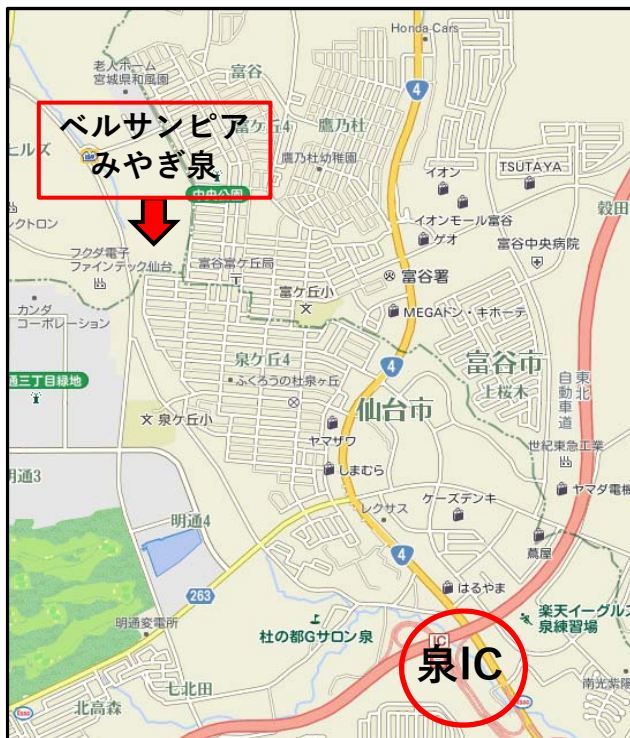 Honda Cars
老人ホーム
宮城県和風園
富谷
4
ベルサンピア
みやぎ泉
富ケ丘4
鷹乃杜
ヒルズ
鷹乃杜幼稚園
イオン
TSUTAYA
中央公園
穀田
クトロン
イオンモール富谷
ゲオ
富谷中央病院
フクダ電子
ファインテック仙台
富谷富ケ丘局
富谷署
富ケ丘小
カンダ
コーポレーション
MEGAドン・キホーテ
泉ケ丘4
4
富谷市
上桜木
東北
自動車道
通三丁目緑地
ふくろうの杜泉ヶ丘
仙台市
泉ケ丘小
ヤマザワ
世紀東急工業
明通3
しまむら
ヤマダ電機
ケーズデンキ
レクサス
明通4
蔦屋
4
263
はるやま
楽天イーグルス
泉練習場
明通変電所
杜の都Gサロン泉
IC
泉IC
七北田
北高森
南光紫陽
Esso
Esso